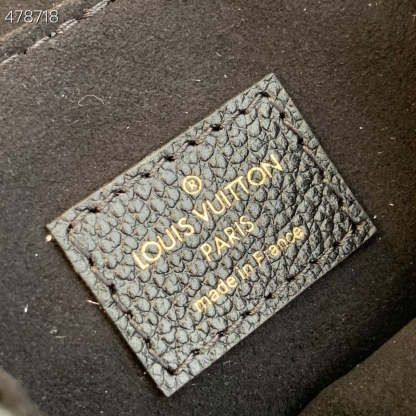 478718
®
LOUIS VUITTON
PARIS
made in France